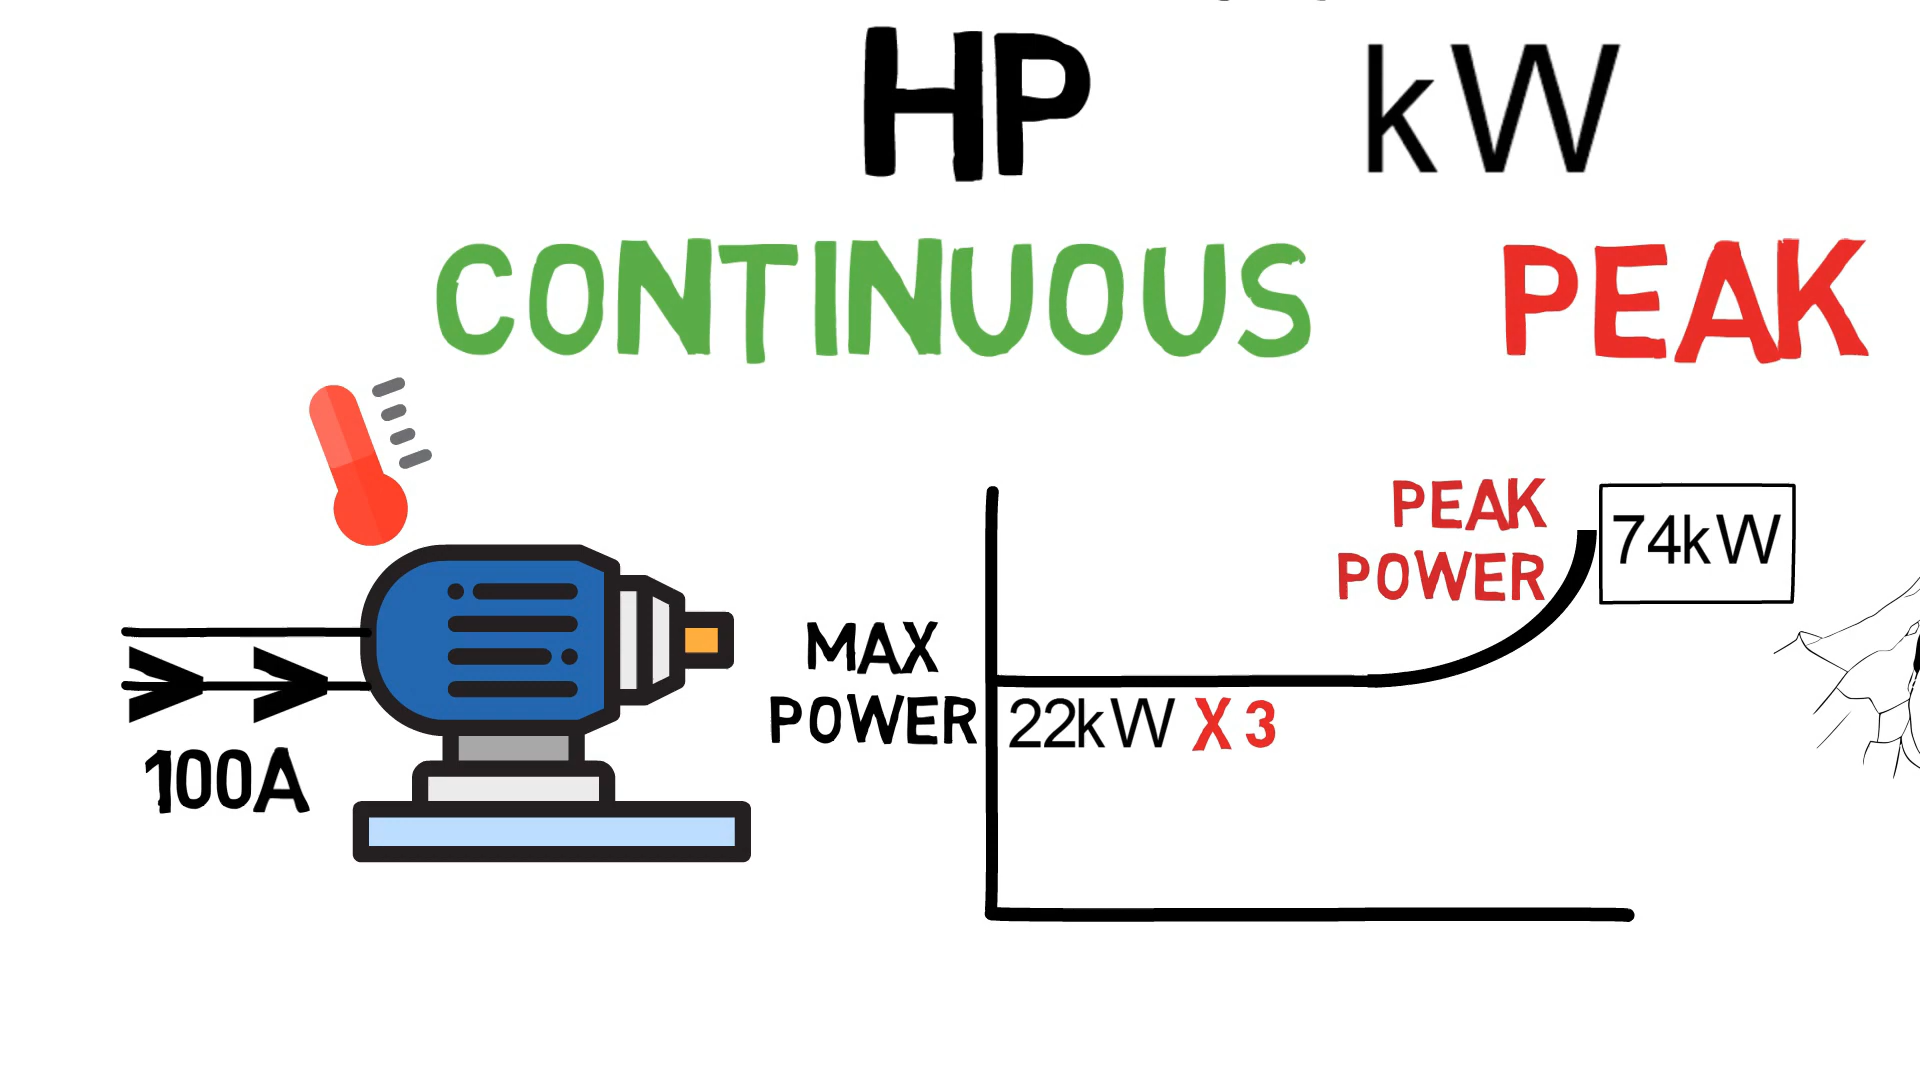 HP kW
CONTINUOUS PEAK
PEAK
POWER
74kW
MAX
POWER
22kW X 3
100A